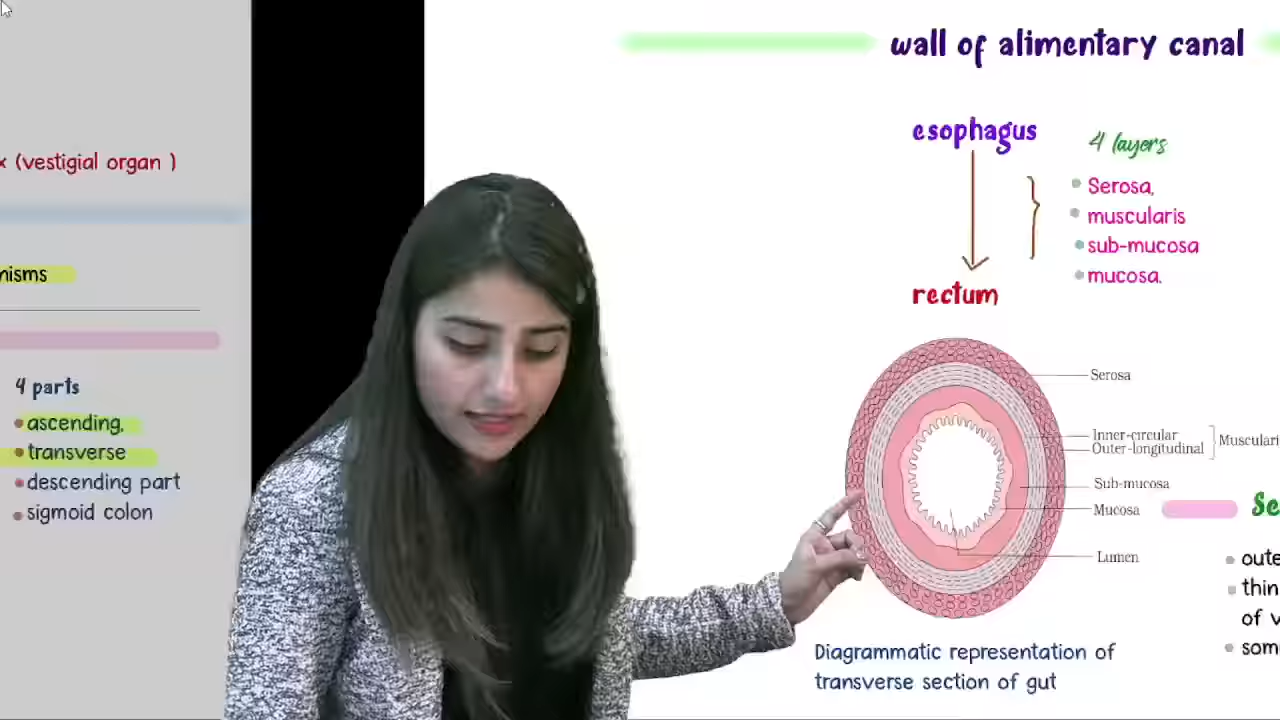 x (vestigial organ )
nisms
4 parts
ascending,
transverse
descending part
sigmoid colon
wall of alimentary canal
esophagus
rectum
4 layers
Serosa,
muscularis
sub-mucosa
mucosa.
Serosa
Inner-circular
Outer-longitudinal
Muscularis
Sub-mucosa
Mucosa
Lumen
Diagrammatic representation of
transverse section of gut
Se
oute
thin
of v
som